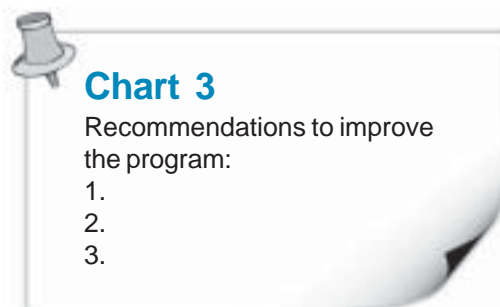 Chart 3
Recommendations to improve
the program:
1.
2.
3.